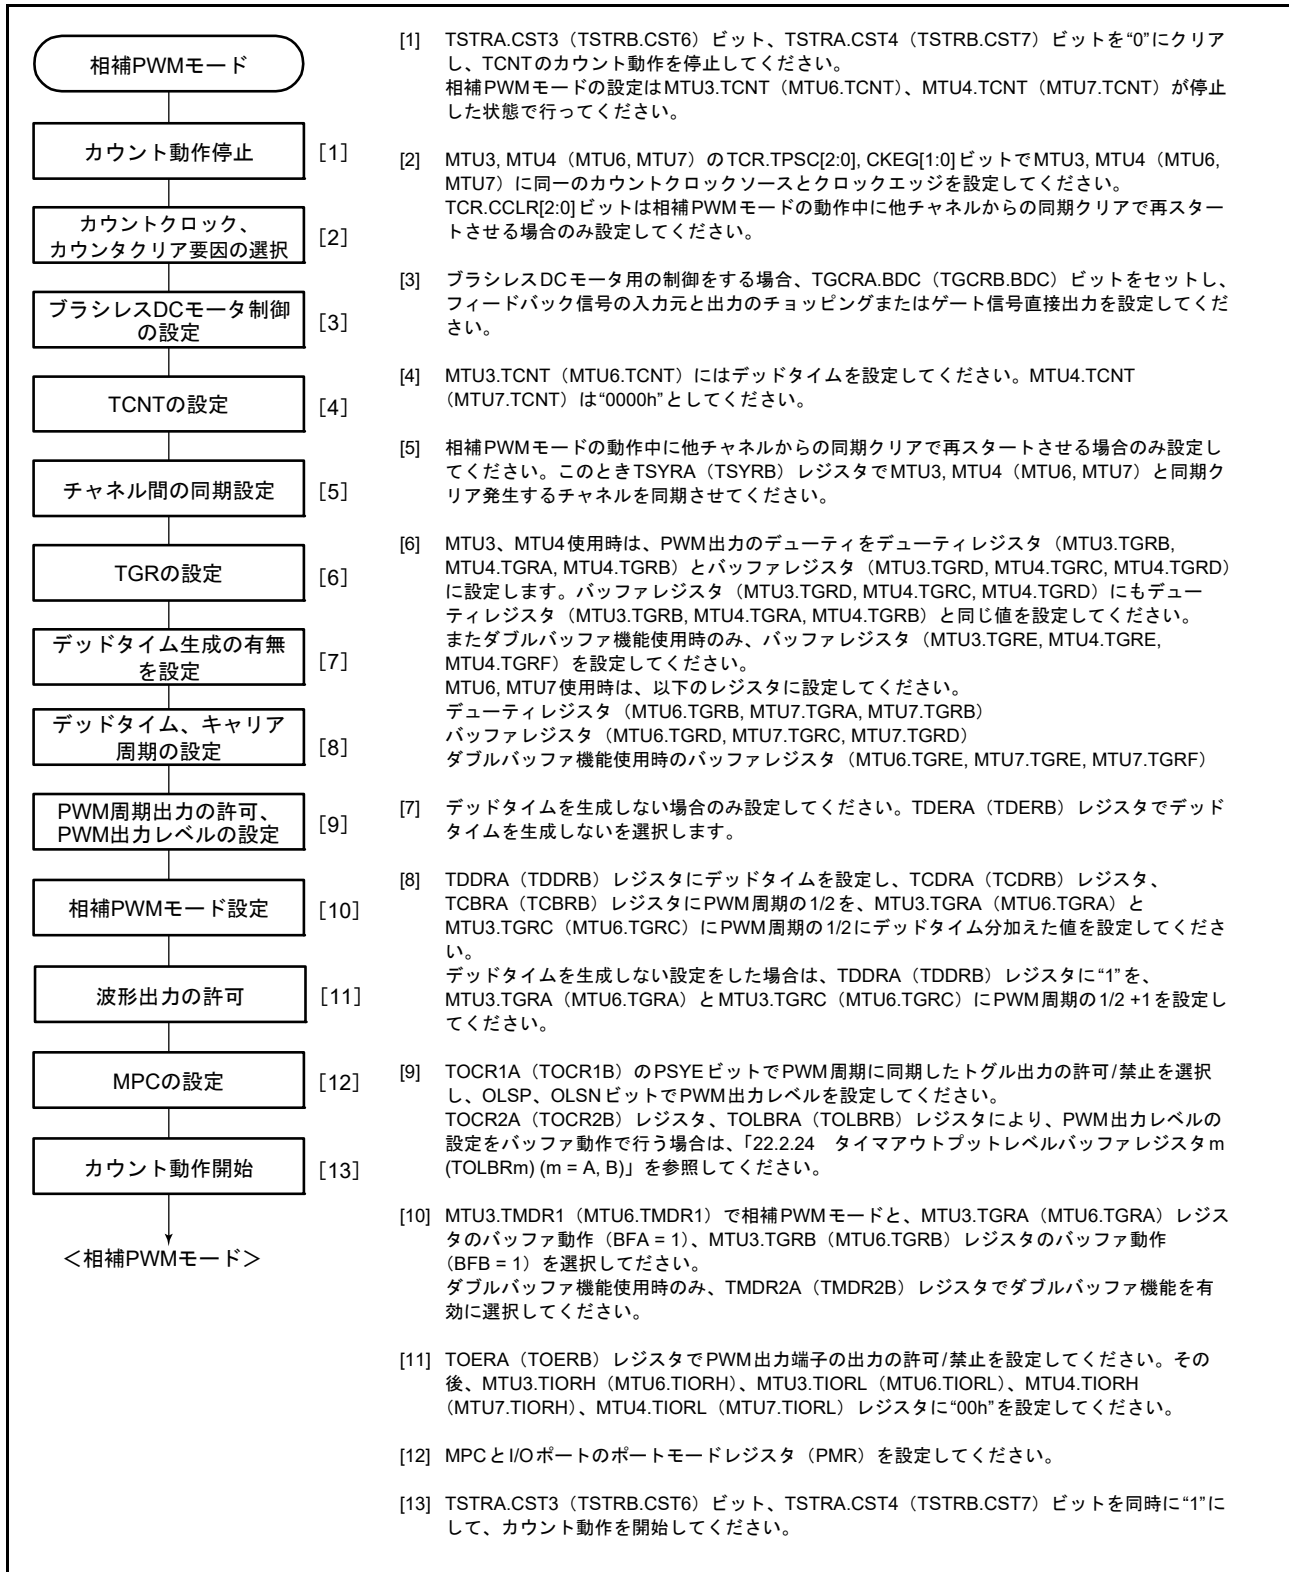 相補PWMモード
カウント動作停止 [1]
カウントクロック、
カウンタクリア要因の選択 [2]
ブラシレスDCモータ制御
の設定 [3]
TCNTの設定 [4]
チャネル間の同期設定 [5]
TGRの設定 [6]
デッドタイム生成の有無
を設定 [7]
デッドタイム、キャリア
周期の設定 [8]
PWM周期出力の許可、
PWM出力レベルの設定 [9]
相補PWMモード設定 [10]
波形出力の許可 [11]
MPCの設定 [12]
カウント動作開始 [13]
＜相補PWMモード＞
[1] TSTRA.CST3（TSTRB.CST6）ビット、TSTRA.CST4（TSTRB.CST7）ビットを“0”にクリア
し、TCNTのカウント動作を停止してください。
相補PWMモードの設定はMTU3.TCNT（MTU6.TCNT）、MTU4.TCNT（MTU7.TCNT）が停止
した状態で行ってください。
[2] MTU3, MTU4（MTU6, MTU7）のTCR.TPSC[2:0], CKEG[1:0]ビットでMTU3, MTU4（MTU6,
MTU7）に同一のカウントクロックソースとクロックエッジを設定してください。
TCR.CCLR[2:0]ビットは相補PWMモードの動作中に他チャネルからの同期クリアで再スター
トさせる場合のみ設定してください。
[3] ブラシレスDCモータ用の制御をする場合、TGCRA.BDC（TGCRB.BDC）ビットをセットし、
フィードバック信号の入力元と出力のチョッピングまたはゲート信号直接出力を設定してくだ
さい。
[4] MTU3.TCNT（MTU6.TCNT）にはデッドタイムを設定してください。MTU4.TCNT
（MTU7.TCNT）は“0000h”としてください。
[5] 相補PWMモードの動作中に他チャネルからの同期クリアで再スタートさせる場合のみ設定し
てください。このときTSYRA（TSYRB）レジスタでMTU3, MTU4（MTU6, MTU7）と同期ク
リア発生するチャネルを同期させてください。
[6] MTU3、MTU4使用時は、PWM出力のデューティをデューティレジスタ（MTU3.TGRB,
MTU4.TGRA, MTU4.TGRB）とバッファレジスタ（MTU3.TGRD, MTU4.TGRC, MTU4.TGRD）
に設定します。バッファレジスタ（MTU3.TGRD, MTU4.TGRC, MTU4.TGRD）にもデュー
ティレジスタ（MTU3.TGRB, MTU4.TGRA, MTU4.TGRB）と同じ値を設定してください。
またダブルバッファ機能使用時のみ、バッファレジスタ（MTU3.TGRE, MTU4.TGRE,
MTU4.TGRF）を設定してください。
MTU6, MTU7使用時は、以下のレジスタに設定してください。
デューティレジスタ（MTU6.TGRB, MTU7.TGRA, MTU7.TGRB）
バッファレジスタ（MTU6.TGRD, MTU7.TGRC, MTU7.TGRD）
ダブルバッファ機能使用時のバッファレジスタ（MTU6.TGRE, MTU7.TGRE, MTU7.TGRF）
[7] デッドタイムを生成しない場合のみ設定してください。TDERA（TDERB）レジスタでデッド
タイムを生成しないを選択します。
[8] TDDRA（TDDRB）レジスタにデッドタイムを設定し、TCDRA（TCDRB）レジスタ、
TCBRA（TCBRB）レジスタにPWM周期の1/2を、MTU3.TGRA（MTU6.TGRA）と
MTU3.TGRC（MTU6.TGRC）にPWM周期の1/2にデッドタイム分加えた値を設定してくださ
い。
デッドタイムを生成しない設定をした場合は、TDDRA（TDDRB）レジスタに“1”を、
MTU3.TGRA（MTU6.TGRA）とMTU3.TGRC（MTU6.TGRC）にPWM周期の1/2 +1を設定し
てください。
[9] TOCR1A（TOCR1B）のPSYEビットでPWM周期に同期したトグル出力の許可/禁止を選択
し、OLSP、OLSNビットでPWM出力レベルを設定してください。
TOCR2A（TOCR2B）レジスタ、TOLBRA（TOLBRB）レジスタにより、PWM出力レベルの
設定をバッファ動作で行う場合は、「22.2.24　タイマアウトプットレベルバッファレジスタm
(TOLBRm) (m = A, B)」を参照してください。
[10] MTU3.TMDR1（MTU6.TMDR1）で相補PWMモードと、MTU3.TGRA（MTU6.TGRA）レジス
タのバッファ動作（BFA = 1）、MTU3.TGRB（MTU6.TGRB）レジスタのバッファ動作
（BFB = 1）を選択してださい。
ダブルバッファ機能使用時のみ、TMDR2A（TMDR2B）レジスタでダブルバッファ機能を有
効に選択してください。
[11] TOERA（TOERB）レジスタでPWM出力端子の出力の許可/禁止を設定してください。その
後、MTU3.TIORH（MTU6.TIORH）、MTU3.TIORL（MTU6.TIORL）、MTU4.TIORH
（MTU7.TIORH）、MTU4.TIORL（MTU7.TIORL）レジスタに“00h”を設定してください。
[12] MPCとI/Oポートのポートモードレジスタ（PMR）を設定してください。
[13] TSTRA.CST3（TSTRB.CST6）ビット、TSTRA.CST4（TSTRB.CST7）ビットを同時に“1”に
して、カウント動作を開始してください。